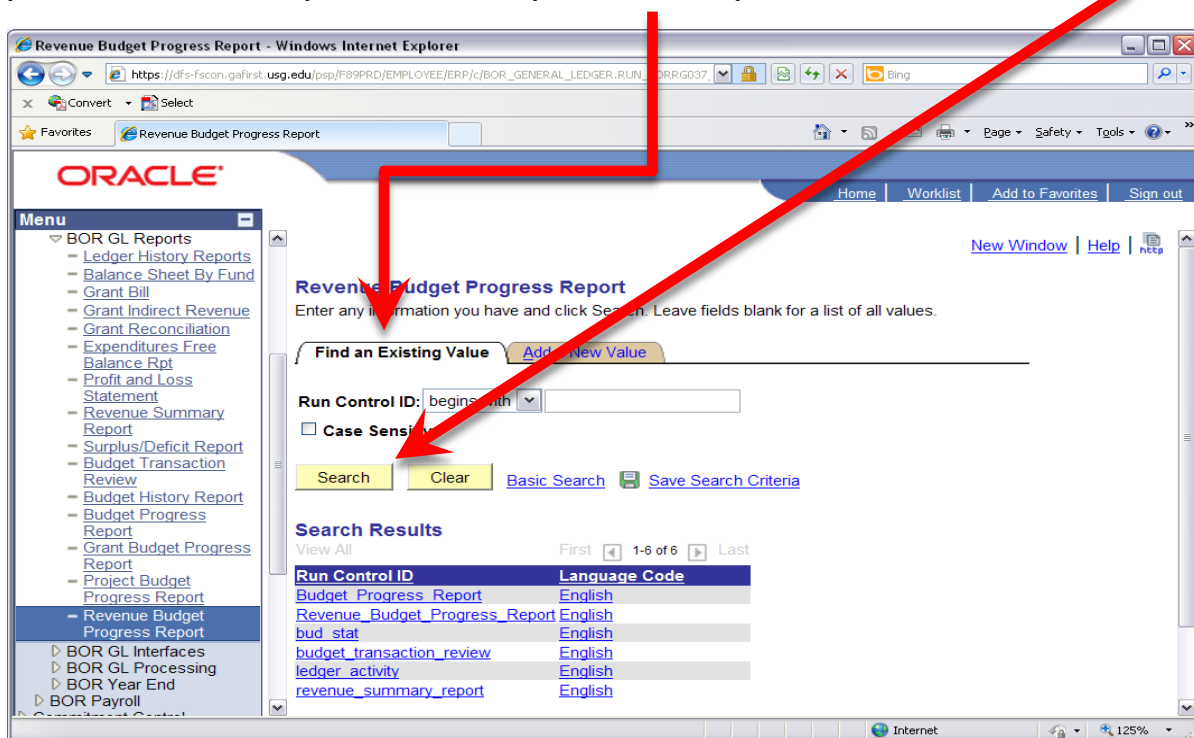 Revenue Budget Progress Report - Windows Internet Explorer
https://dfs-fscon.gafirst.usg.edu/psp/F89PRD/EMPLOYEE/ERP/c/BOR_GENERAL_LEDGER.RUN_
Bing
x Convert Select
Favorites Revenue Budget Progress Report Page Safety Tools
ORACLE
Home Worklist Add to Favorites Sign out
Menu
New Window | Help | http
BOR GL Reports
Ledger History Reports
Balance Sheet By Fund
Grant Bill
Grant Indirect Revenue
Grant Reconciliation
Expenditures Free
Balance Rpt
Profit and Loss
Statement
Revenue Summary
Report
Surplus/Deficit Report
Budget Transaction
Review
Budget History Report
Budget Progress
Report
Grant Budget Progress
Report
Project Budget
Progress Report
Revenue Budget
Progress Report
BOR GL Interfaces
BOR GL Processing
BOR Year End
BOR Payroll
Revenue Budget Progress Report
Enter any information you have and click Search. Leave fields blank for a list of all values.
Find an Existing Value Add a New Value
Run Control ID: begins with
Case Sensitive
Search Clear Basic Search Save Search Criteria
Search Results
View All First 1-6 of 6 Last
Run Control ID Language Code
Budget_Progress_Report English
Revenue_Budget_Progress_Report English
bud_stat English
budget_transaction_review English
ledger_activity English
revenue_summary_report English
Internet 125%